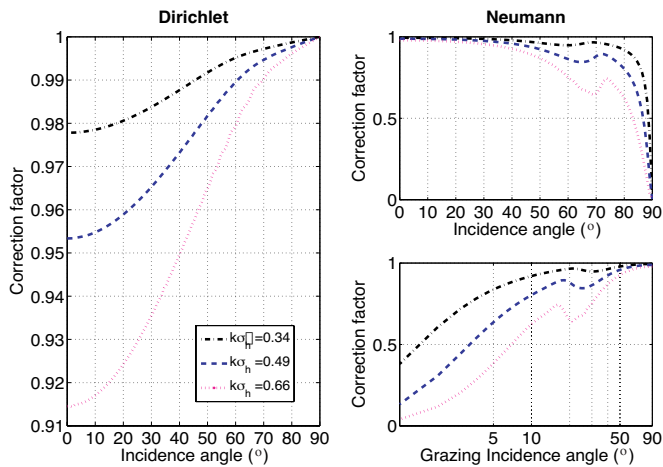 Dirichlet
Correction factor
1
0.99
0.98
0.97
0.96
0.95
0.94
0.93
0.92
0.91
0 10 20 30 40 50 60 70 80 90
Incidence angle (º)
kσh□=0.34
kσh =0.49
kσh =0.66
Neumann
Correction factor
1
0.5
0
0 10 20 30 40 50 60 70 80 90
Incidence angle (º)
Correction factor
1
0.5
0
5 10 50 90
Grazing Incidence angle (º)